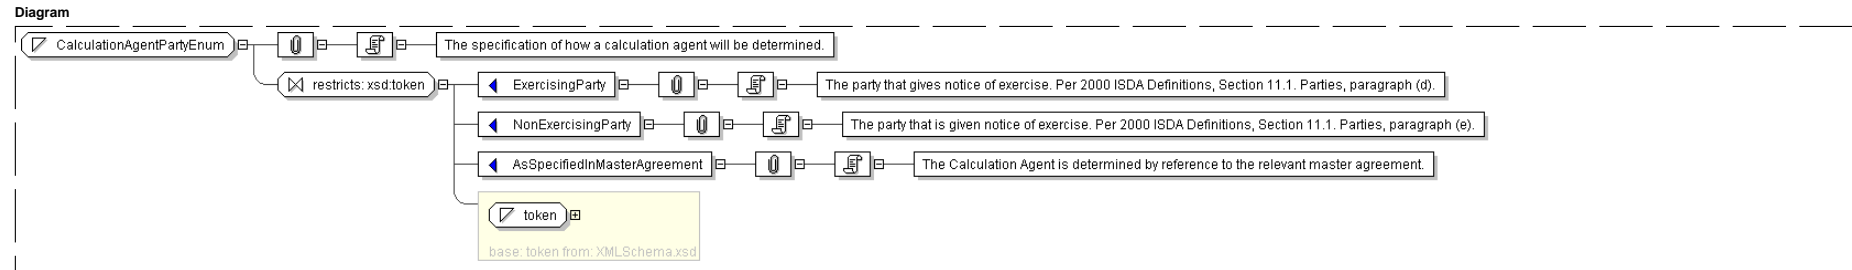 Diagram
CalculationAgentPartyEnum The specification of how a calculation agent will be determined.
restricts: xsd:token ExercisingParty The party that gives notice of exercise. Per 2000 ISDA Definitions, Section 11.1. Parties, paragraph (d).
NonExercisingParty The party that is given notice of exercise. Per 2000 ISDA Definitions, Section 11.1. Parties, paragraph (e).
AsSpecifiedInMasterAgreement The Calculation Agent is determined by reference to the relevant master agreement.
token
base: token from: XMLSchema.xsd